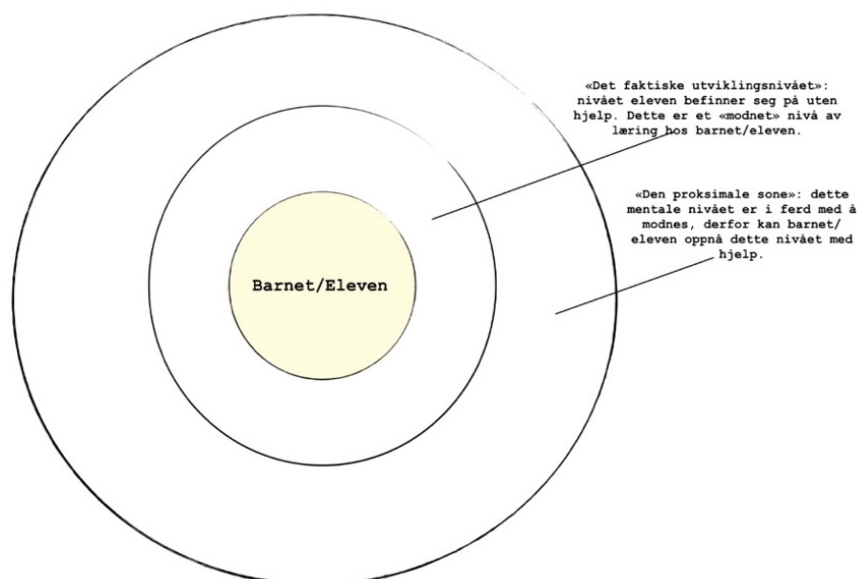 «Det faktiske utviklingsnivået»:
nivået eleven befinner seg på uten
hjelp. Dette er et «modnet» nivå av
læring hos barnet/eleven.
«Den proksimale sone»: dette
mentale nivået er i ferd med å
modnes, derfor kan barnet/
eleven oppnå dette nivået med
hjelp.
Barnet/Eleven